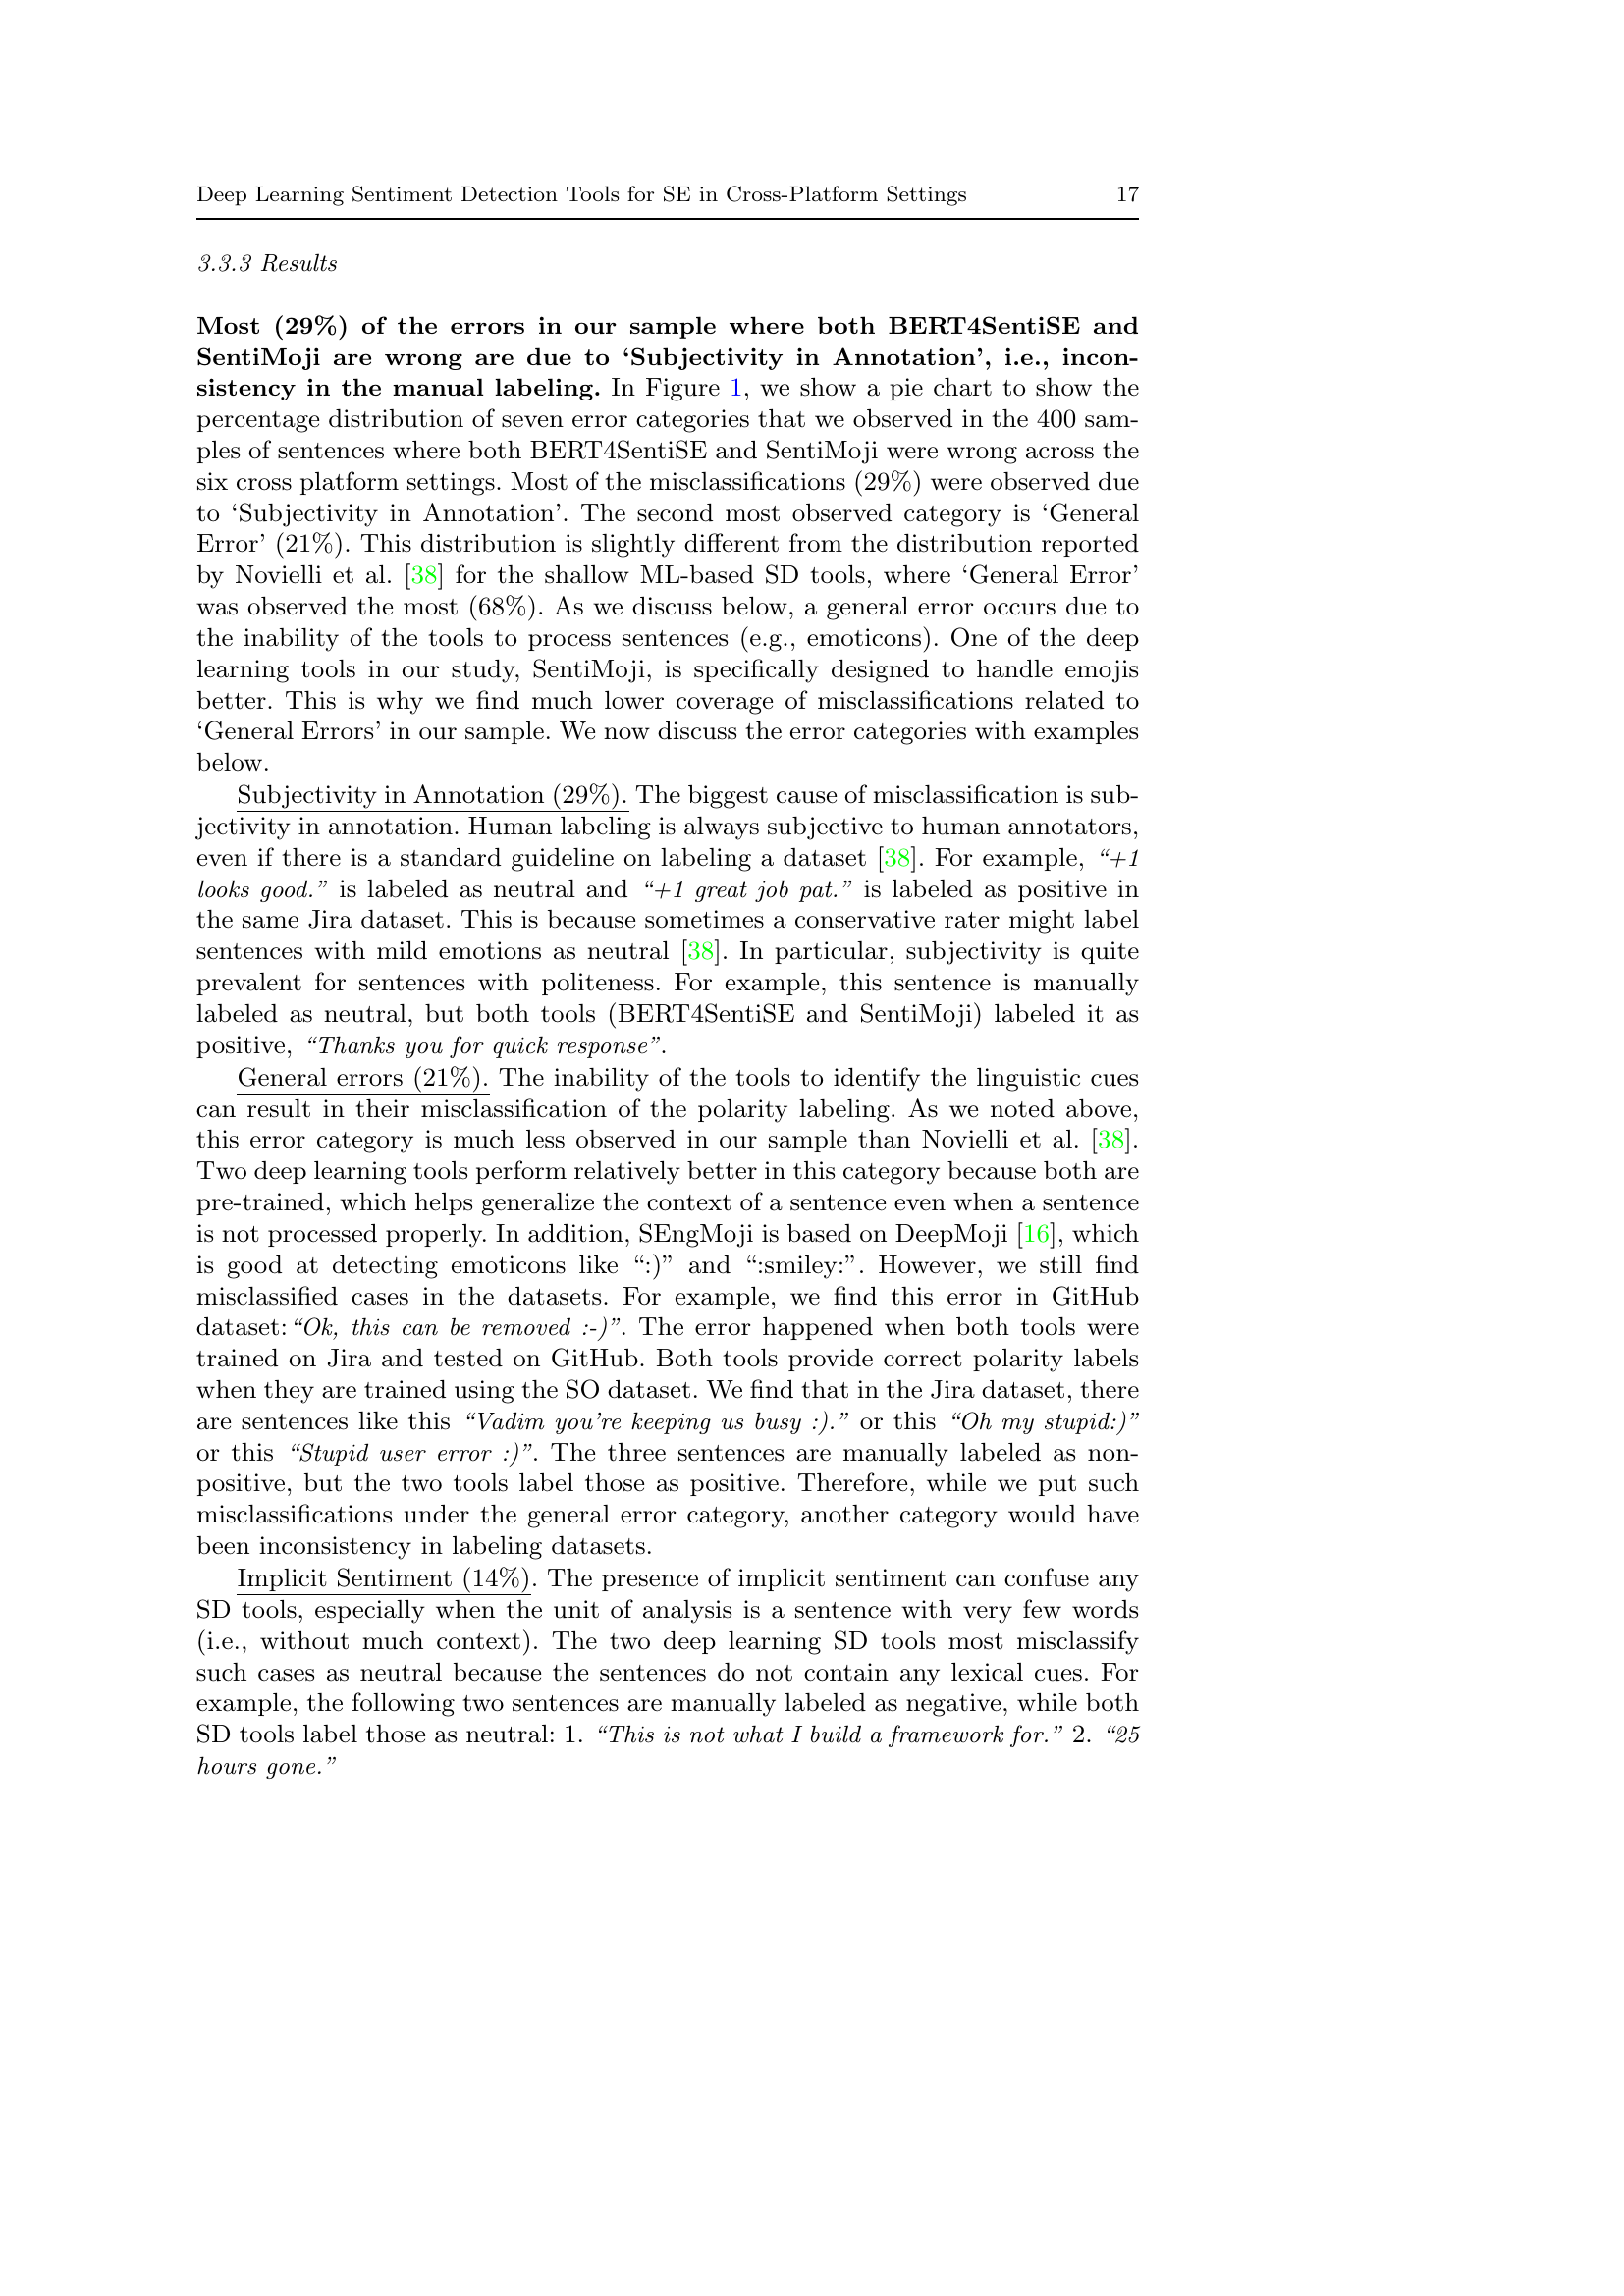 Deep Learning Sentiment Detection Tools for SE in Cross-Platform Settings 17
3.3.3 Results
Most (29%) of the errors in our sample where both BERT4SentiSE and
SentiMoji are wrong are due to ‘Subjectivity in Annotation’, i.e., incon-
sistency in the manual labeling. In Figure 1, we show a pie chart to show the
percentage distribution of seven error categories that we observed in the 400 sam-
ples of sentences where both BERT4SentiSE and SentiMoji were wrong across the
six cross platform settings. Most of the misclassifications (29%) were observed due
to ‘Subjectivity in Annotation’. The second most observed category is ‘General
Error’ (21%). This distribution is slightly different from the distribution reported
by Novielli et al. [38] for the shallow ML-based SD tools, where ‘General Error’
was observed the most (68%). As we discuss below, a general error occurs due to
the inability of the tools to process sentences (e.g., emoticons). One of the deep
learning tools in our study, SentiMoji, is specifically designed to handle emojis
better. This is why we find much lower coverage of misclassifications related to
‘General Errors’ in our sample. We now discuss the error categories with examples
below.
Subjectivity in Annotation (29%). The biggest cause of misclassification is sub-
jectivity in annotation. Human labeling is always subjective to human annotators,
even if there is a standard guideline on labeling a dataset [38]. For example, “+1
looks good.” is labeled as neutral and “+1 great job pat.” is labeled as positive in
the same Jira dataset. This is because sometimes a conservative rater might label
sentences with mild emotions as neutral [38]. In particular, subjectivity is quite
prevalent for sentences with politeness. For example, this sentence is manually
labeled as neutral, but both tools (BERT4SentiSE and SentiMoji) labeled it as
positive, “Thanks you for quick response”.
General errors (21%). The inability of the tools to identify the linguistic cues
can result in their misclassification of the polarity labeling. As we noted above,
this error category is much less observed in our sample than Novielli et al. [38].
Two deep learning tools perform relatively better in this category because both are
pre-trained, which helps generalize the context of a sentence even when a sentence
is not processed properly. In addition, SEngMoji is based on DeepMoji [16], which
is good at detecting emoticons like “:)” and “:smiley:”. However, we still find
misclassified cases in the datasets. For example, we find this error in GitHub
dataset:“Ok, this can be removed :-)”. The error happened when both tools were
trained on Jira and tested on GitHub. Both tools provide correct polarity labels
when they are trained using the SO dataset. We find that in the Jira dataset, there
are sentences like this “Vadim you’re keeping us busy :).” or this “Oh my stupid:)”
or this “Stupid user error :)”. The three sentences are manually labeled as non-
positive, but the two tools label those as positive. Therefore, while we put such
misclassifications under the general error category, another category would have
been inconsistency in labeling datasets.
Implicit Sentiment (14%). The presence of implicit sentiment can confuse any
SD tools, especially when the unit of analysis is a sentence with very few words
(i.e., without much context). The two deep learning SD tools most misclassify
such cases as neutral because the sentences do not contain any lexical cues. For
example, the following two sentences are manually labeled as negative, while both
SD tools label those as neutral: 1. “This is not what I build a framework for.” 2. “25
hours gone.”